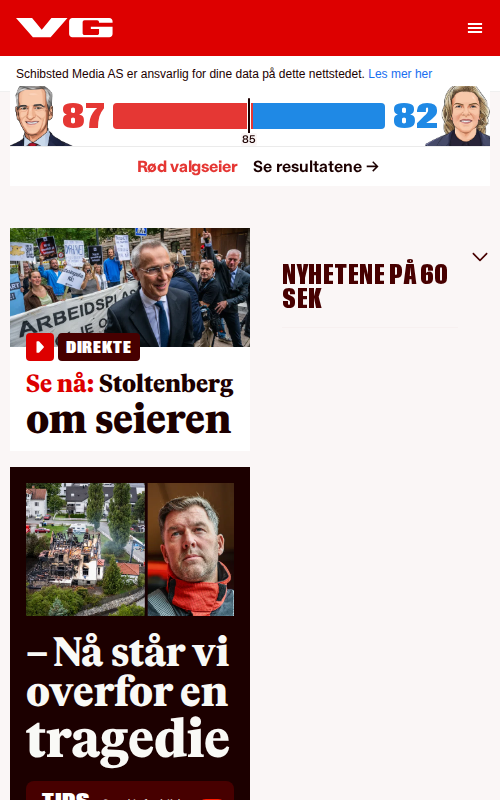 VG
Schibsted Media AS er ansvarlig for dine data på dette nettstedet. Les mer her
87
82
85
Rød valgseier
Se resultatene →
ARBEIDSPLAS
DIREKTE
Se nå: Stoltenberg
om seieren
NYHETENE PÅ 60
SEK
– Nå står vi
overfor en
tragedie
TIPS